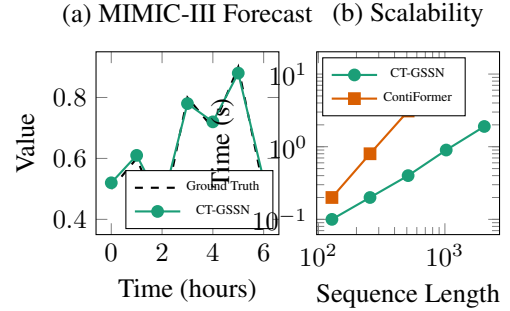 (a) MIMIC-III Forecast
0.8
0.6
0.4
Value
Ground Truth
CT-GSSN
0
2
4
6
Time (hours)
(b) Scalability
10^1
10^0
10^-1
Time (s)
CT-GSSN
ContiFormer
10^2
10^3
Sequence Length